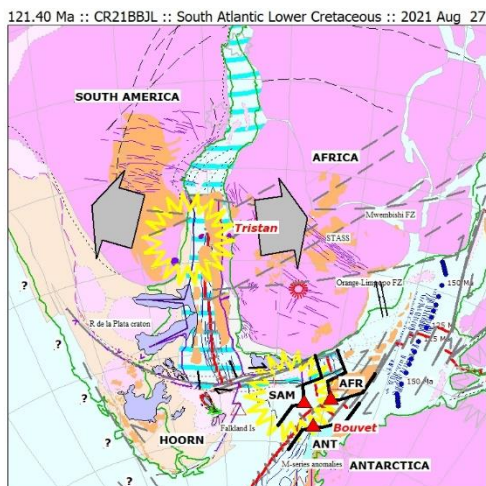 121.40 Ma :: CR21BBJL :: South Atlantic Lower Cretaceous :: 2021 Aug 27
SOUTH AMERICA
AFRICA
Mwembishi FZ
Tristan
STASS
Orange-Limpopo FZ
150 Ma
?
?
R de la Plata craton
?
?
SAM
AFR
150 Ma
HOORN
Falkland Is
Bouvet
ANT
M-series anomalies
ANTARCTICA
?